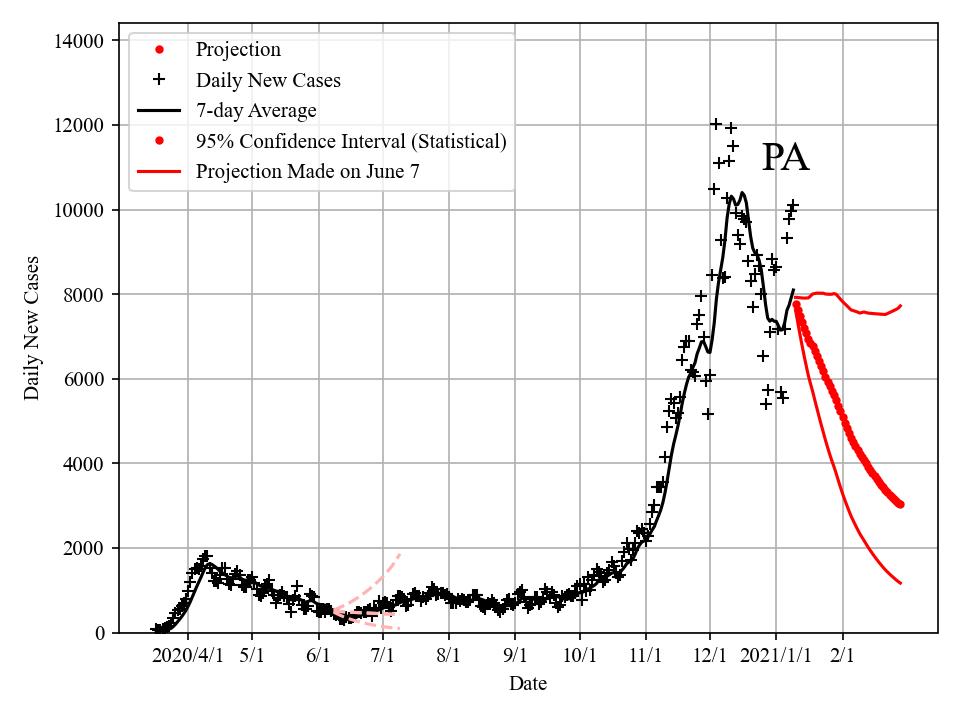 14000
12000
10000
8000
6000
4000
2000
0
Daily New Cases
Projection
Daily New Cases
7-day Average
95% Confidence Interval (Statistical)
Projection Made on June 7
PA
2020/4/1 5/1 6/1 7/1 8/1 9/1 10/1 11/1 12/1 2021/1/1 2/1
Date